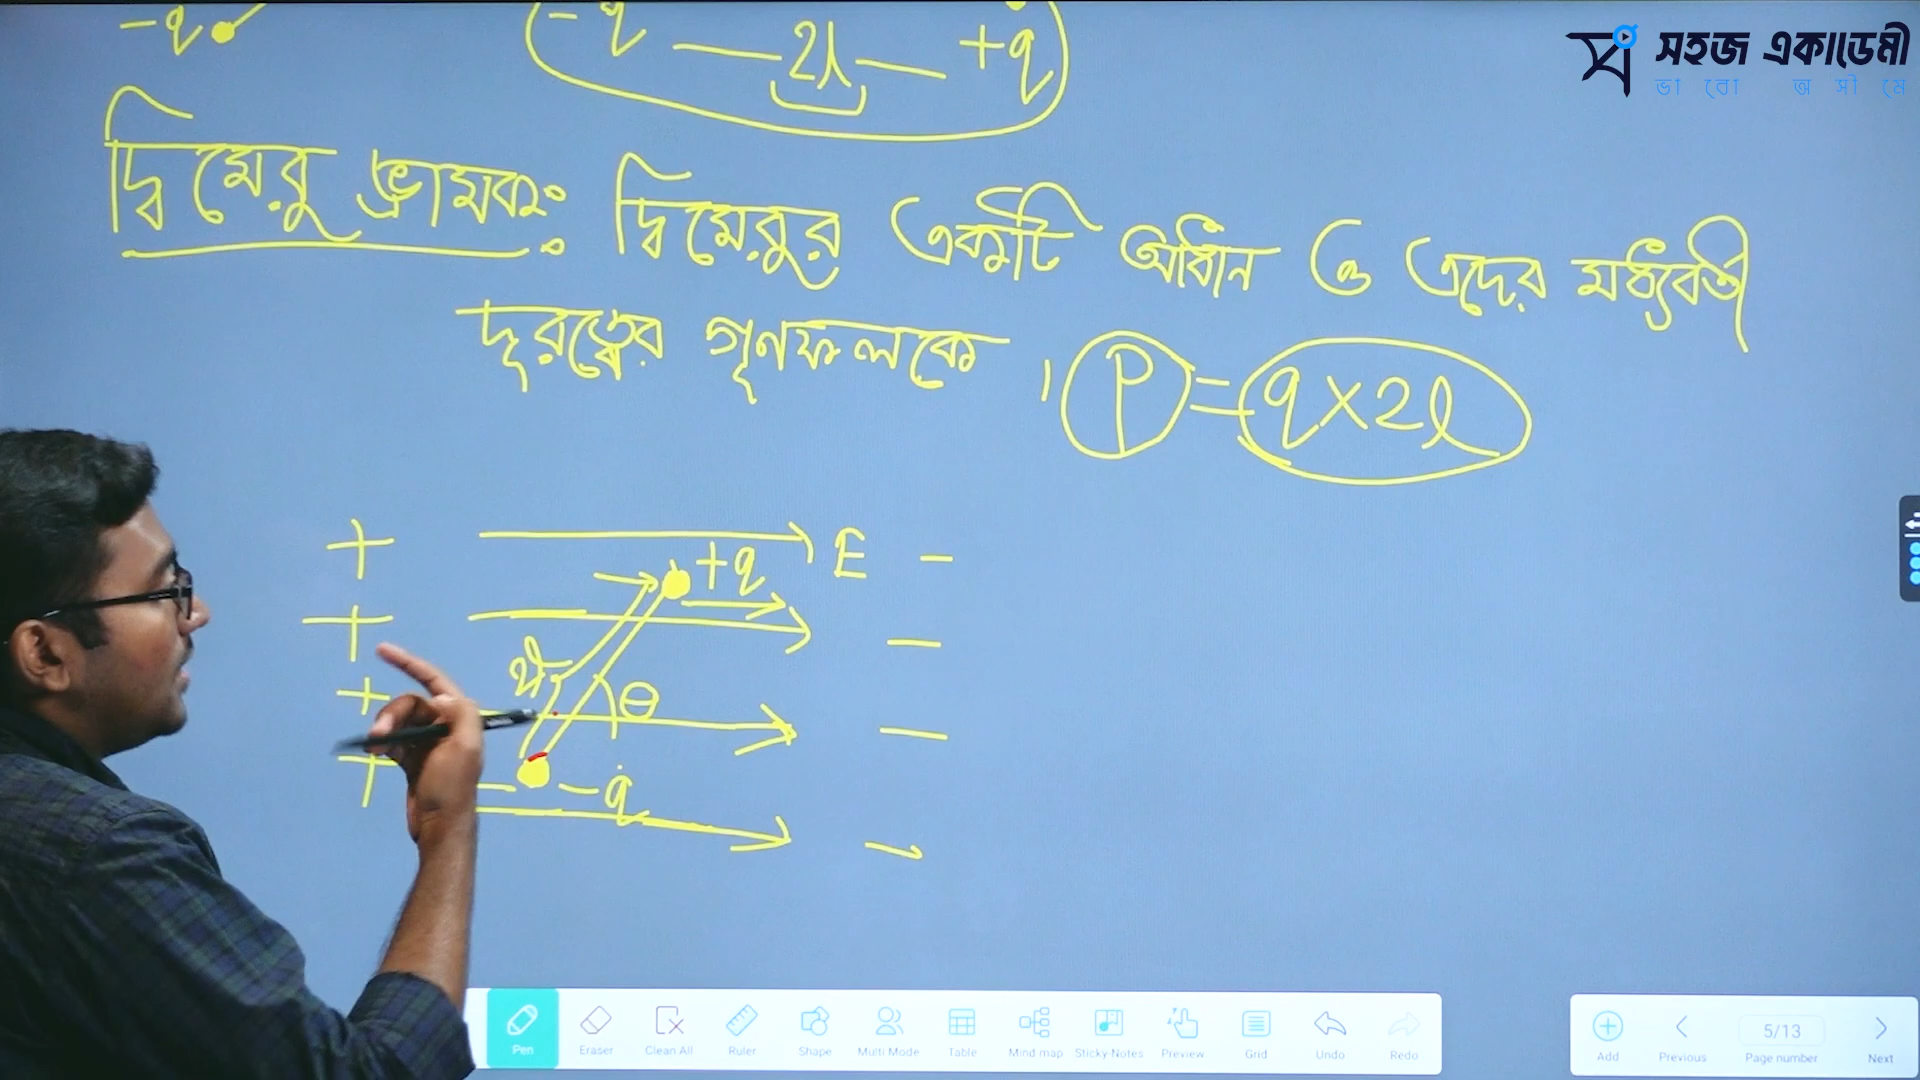 -q
-q — 2l — +q
সহজ একাডেমী
ভাবো অসীমে
দ্বিমেরু ভ্রামক: দ্বিমেরুর একটি আধান ও এদের মধ্যবর্তী
দূরত্বের গুণফলকে, P = q×2l
+ E -
+q
+ -
+ θ -
+ - -q
-
Pen Eraser Clean All Ruler Shape Multi Mode Table Mind map Sticky Notes Preview Grid Undo Redo
Add Previous 5/13 Page number Next